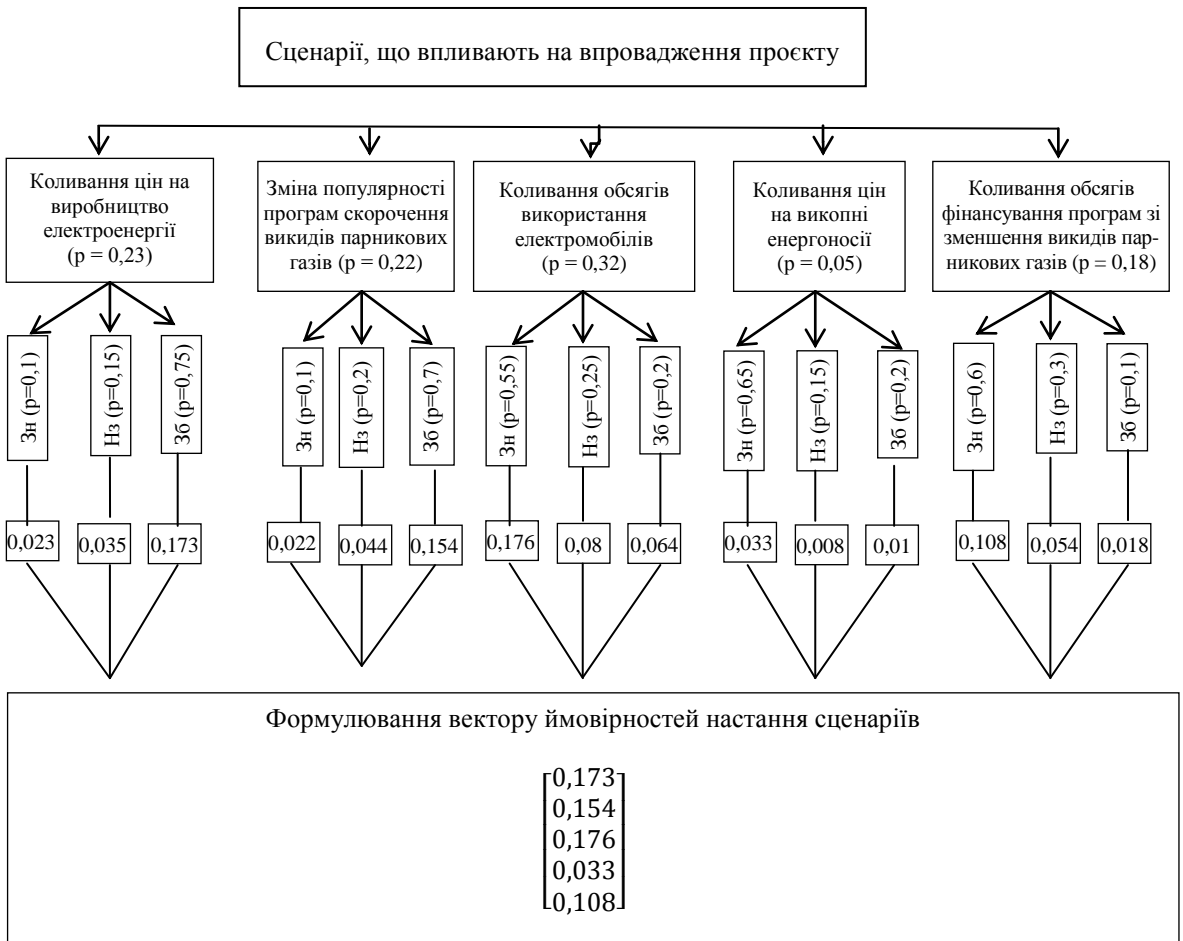 Сценарії, що впливають на впровадження проєкту
Коливання цін на
виробництво
електроенергії
(p = 0,23)
Зміна популярності
програм скорочення
викидів парникових
газів (p = 0,22)
Коливання обсягів
використання
електромобілів
(p = 0,32)
Коливання цін
на викопні
енергоносії
(p = 0,05)
Коливання обсягів
фінансування програм зі
зменшення викидів пар-
никових газів (p = 0,18)
Зн (p=0,1)
Нз (p=0,15)
Зб (p=0,75)
Зн (p=0,1)
Нз (p=0,2)
Зб (p=0,7)
Зн (p=0,55)
Нз (p=0,25)
Зб (p=0,2)
Зн (p=0,65)
Нз (p=0,15)
Зб (p=0,2)
Зн (p=0,6)
Нз (p=0,3)
Зб (p=0,1)
0,023
0,035
0,173
0,022
0,044
0,154
0,176
0,08
0,064
0,033
0,008
0,01
0,108
0,054
0,018
Формулювання вектору ймовірностей настання сценаріїв
0,173
0,154
0,176
0,033
0,108